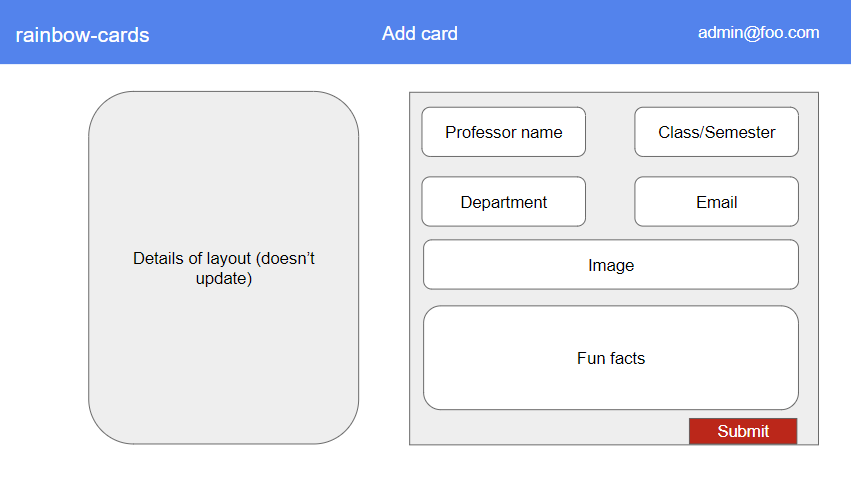 rainbow-cards
Add card
admin@foo.com
Details of layout (doesn’t
update)
Professor name
Class/Semester
Department
Email
Image
Fun facts
Submit